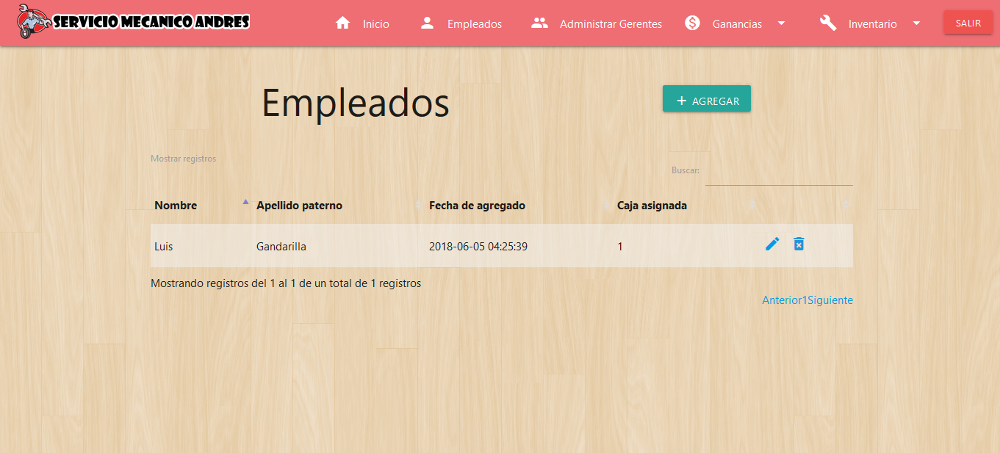 SERVICIO MECANICO ANDRES
Inicio
Empleados
Administrar Gerentes
Ganancias
Inventario
SALIR
Empleados
+ AGREGAR
Mostrar registros
Buscar:
Nombre Apellido paterno Fecha de agregado Caja asignada
Luis Gandarilla 2018-06-05 04:25:39 1
Mostrando registros del 1 al 1 de un total de 1 registros
Anterior1Siguiente